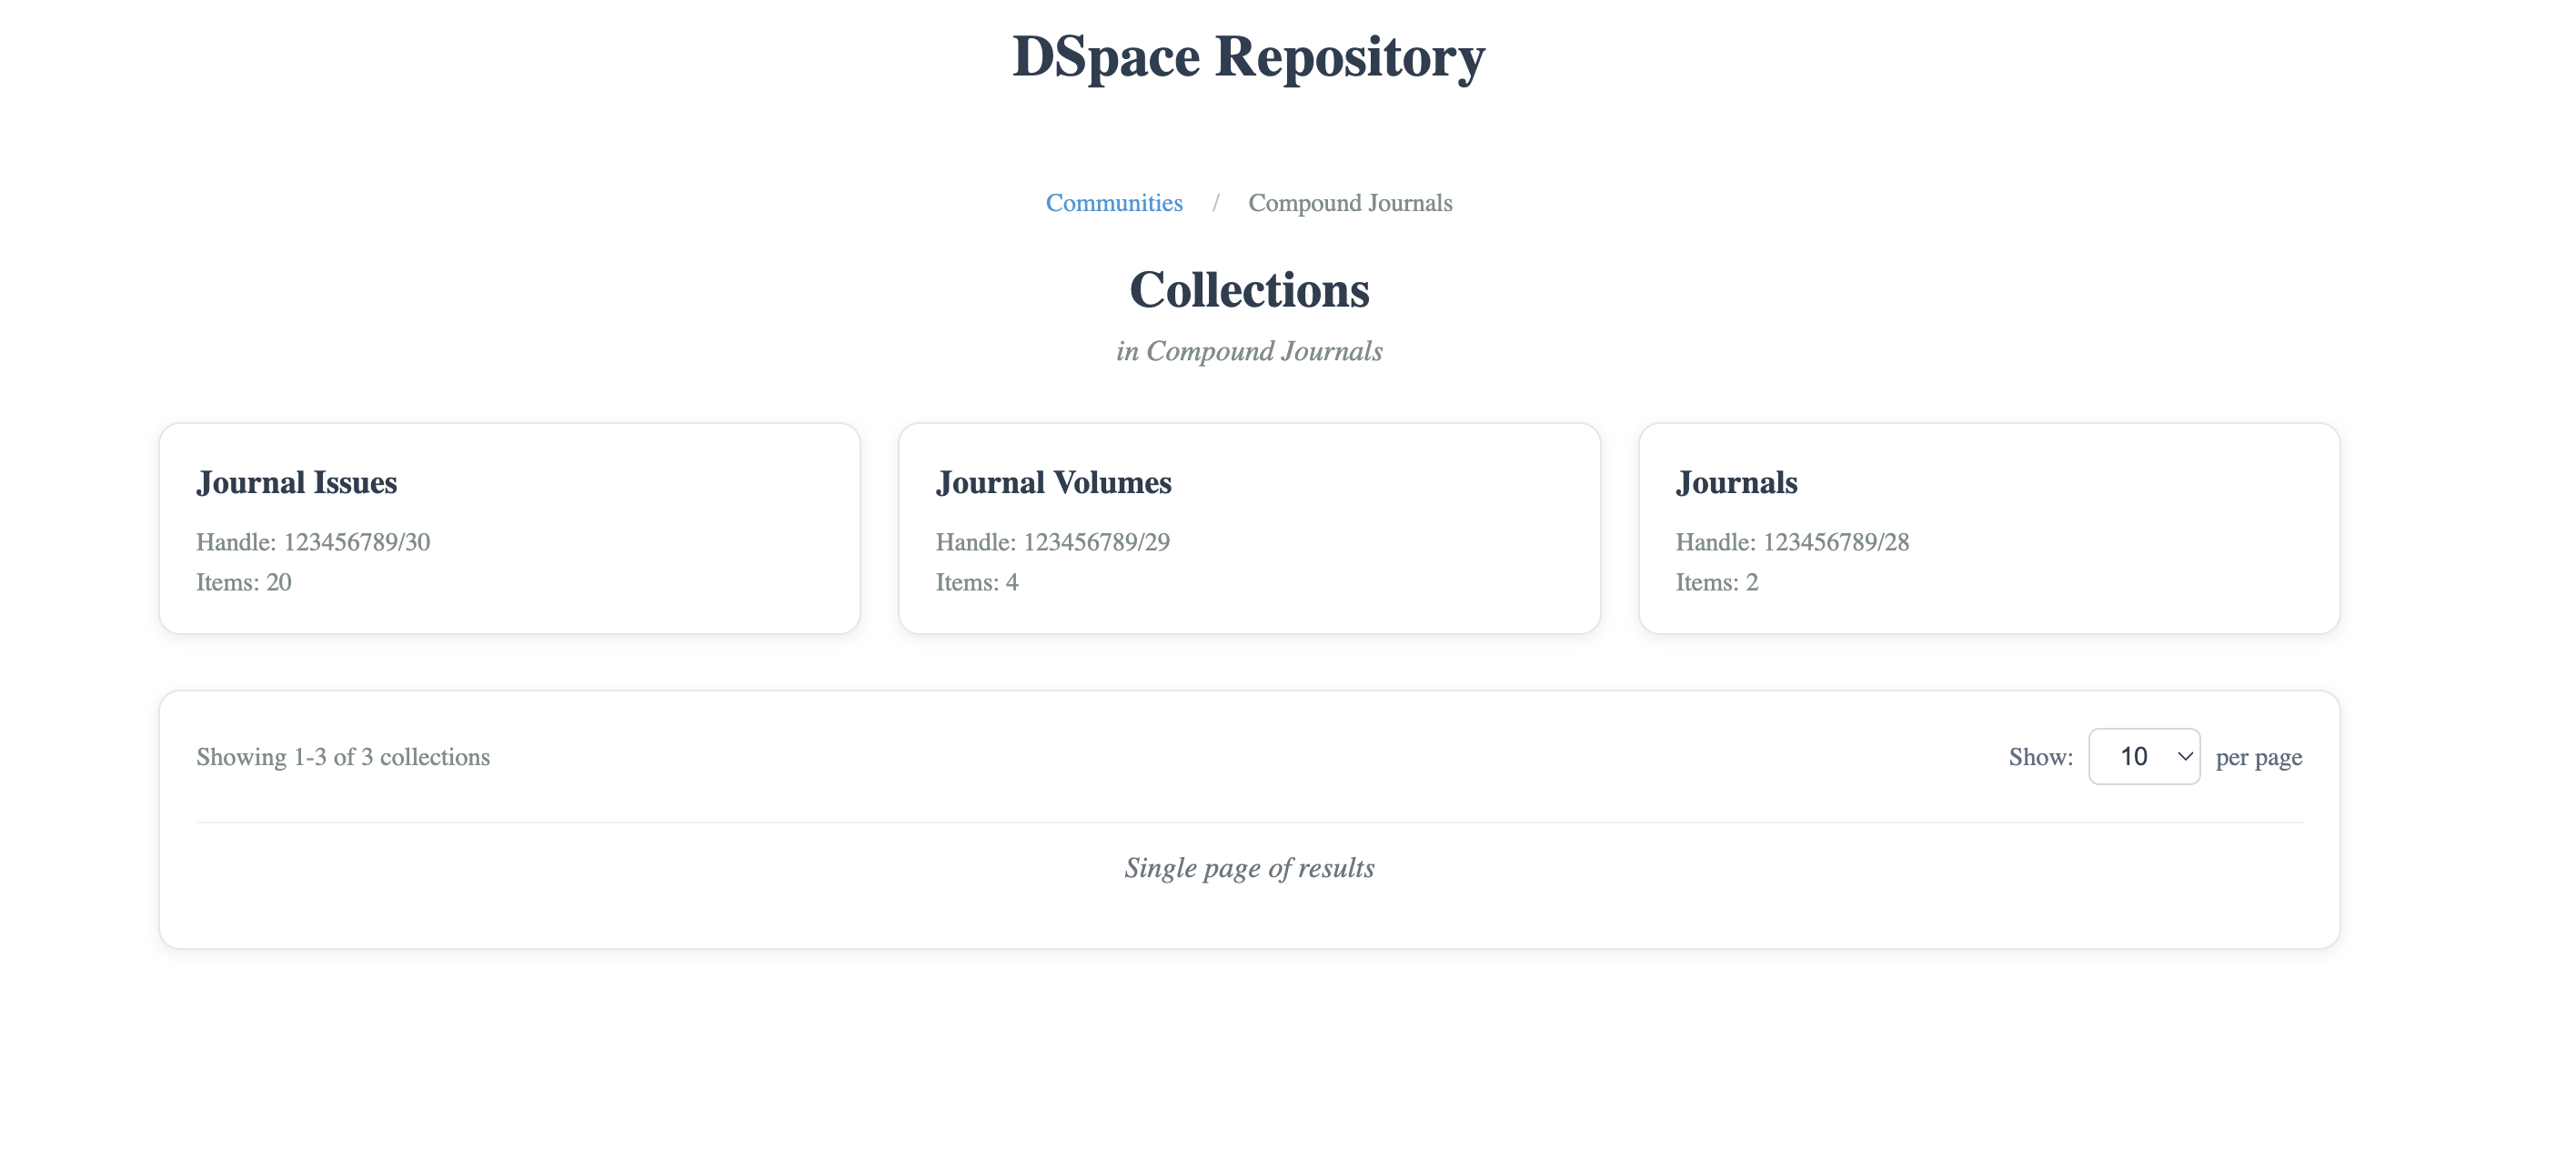 DSpace Repository
Communities / Compound Journals
Collections
in Compound Journals
Journal Issues
Handle: 123456789/30
Items: 20
Journal Volumes
Handle: 123456789/29
Items: 4
Journals
Handle: 123456789/28
Items: 2
Showing 1-3 of 3 collections
Show: 10 per page
Single page of results